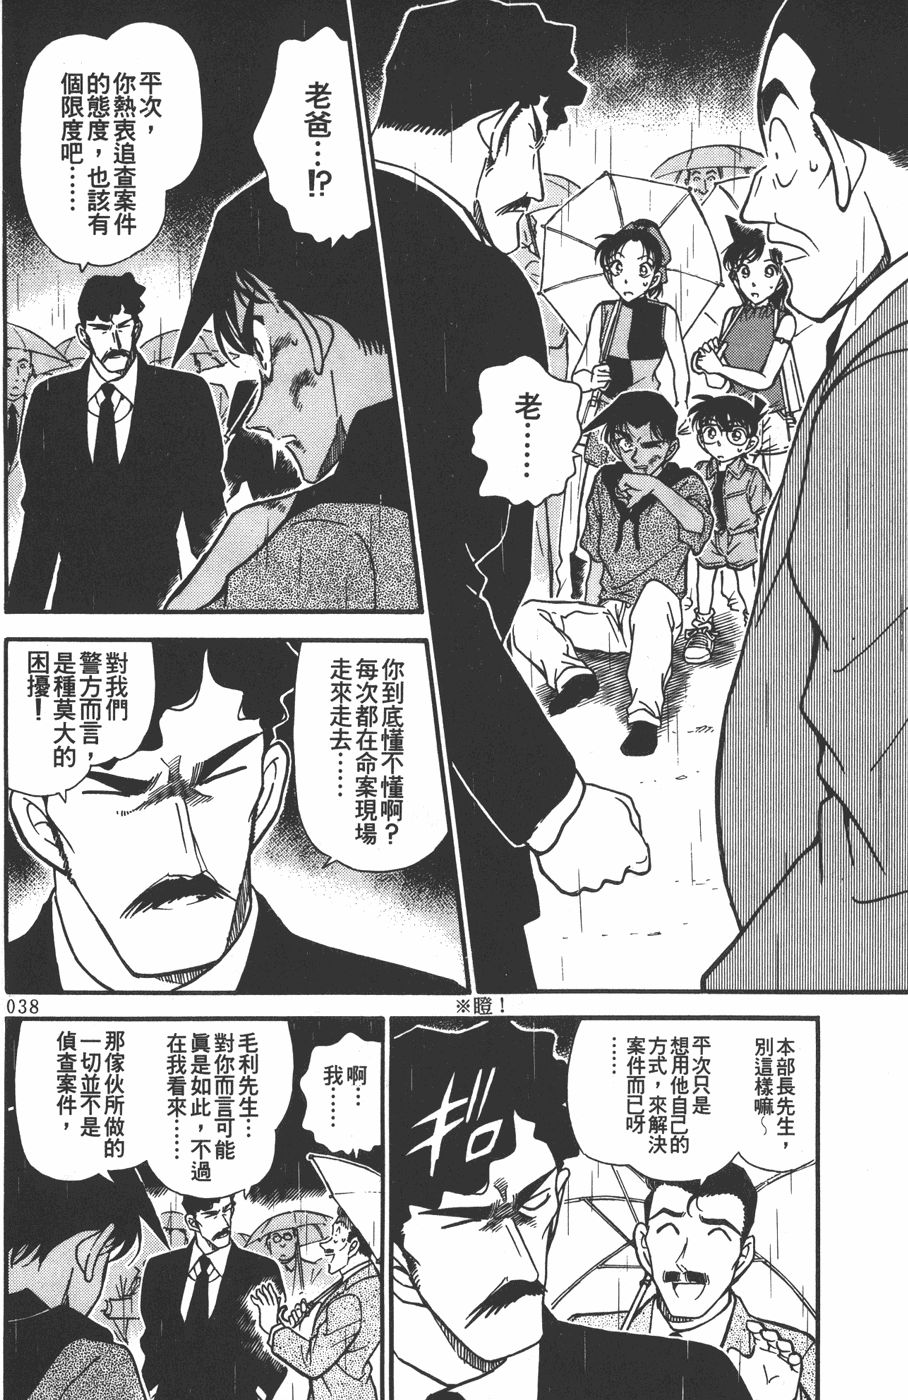 老……
老爸…⁉
平次，
你熱衷追查案件
的態度，也該有
個限度吧……
你到底懂不懂啊？
每次都在命案現場
走來走去……
對我們
警方而言，
是種莫大的
困擾！
038
※瞪！
本部長先生，
別這樣嘛～
平次只是
想用他自己的
方式，來解決
案件而已呀
……
ギロ
啊…
我……
毛利先生…
對你而言可能
真是如此，不過
在我看來……
那傢伙所做的
一切並不是
偵查案件，